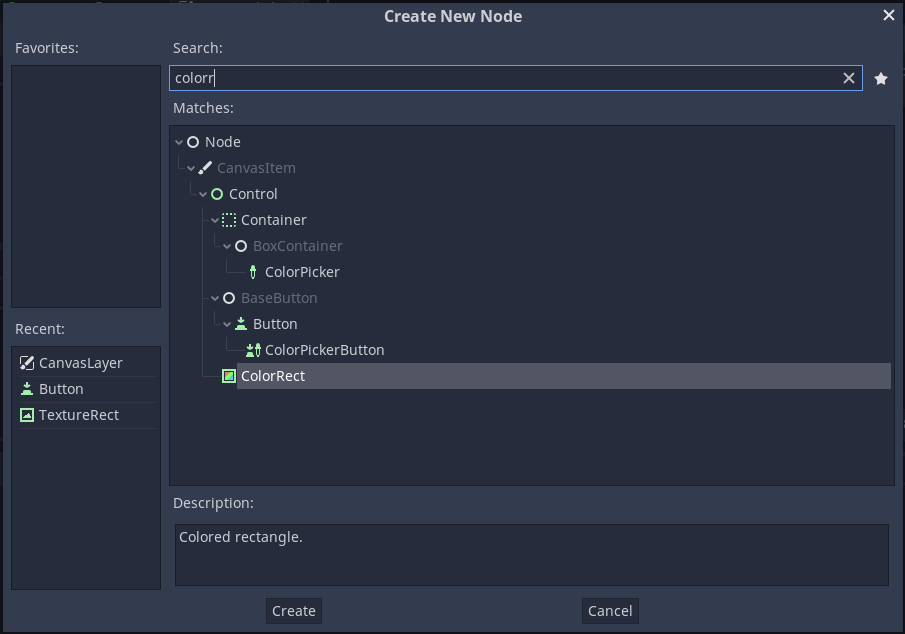 Create New Node
Favorites:
Search:
colorr
Matches:
Node
CanvasItem
Control
Container
BoxContainer
ColorPicker
BaseButton
Button
ColorPickerButton
ColorRect
Recent:
CanvasLayer
Button
TextureRect
Description:
Colored rectangle.
Create
Cancel